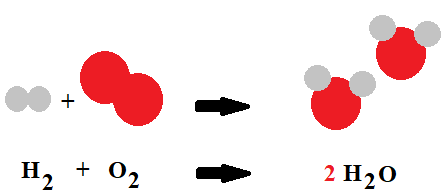 +
H₂ + O₂ 2 H₂O